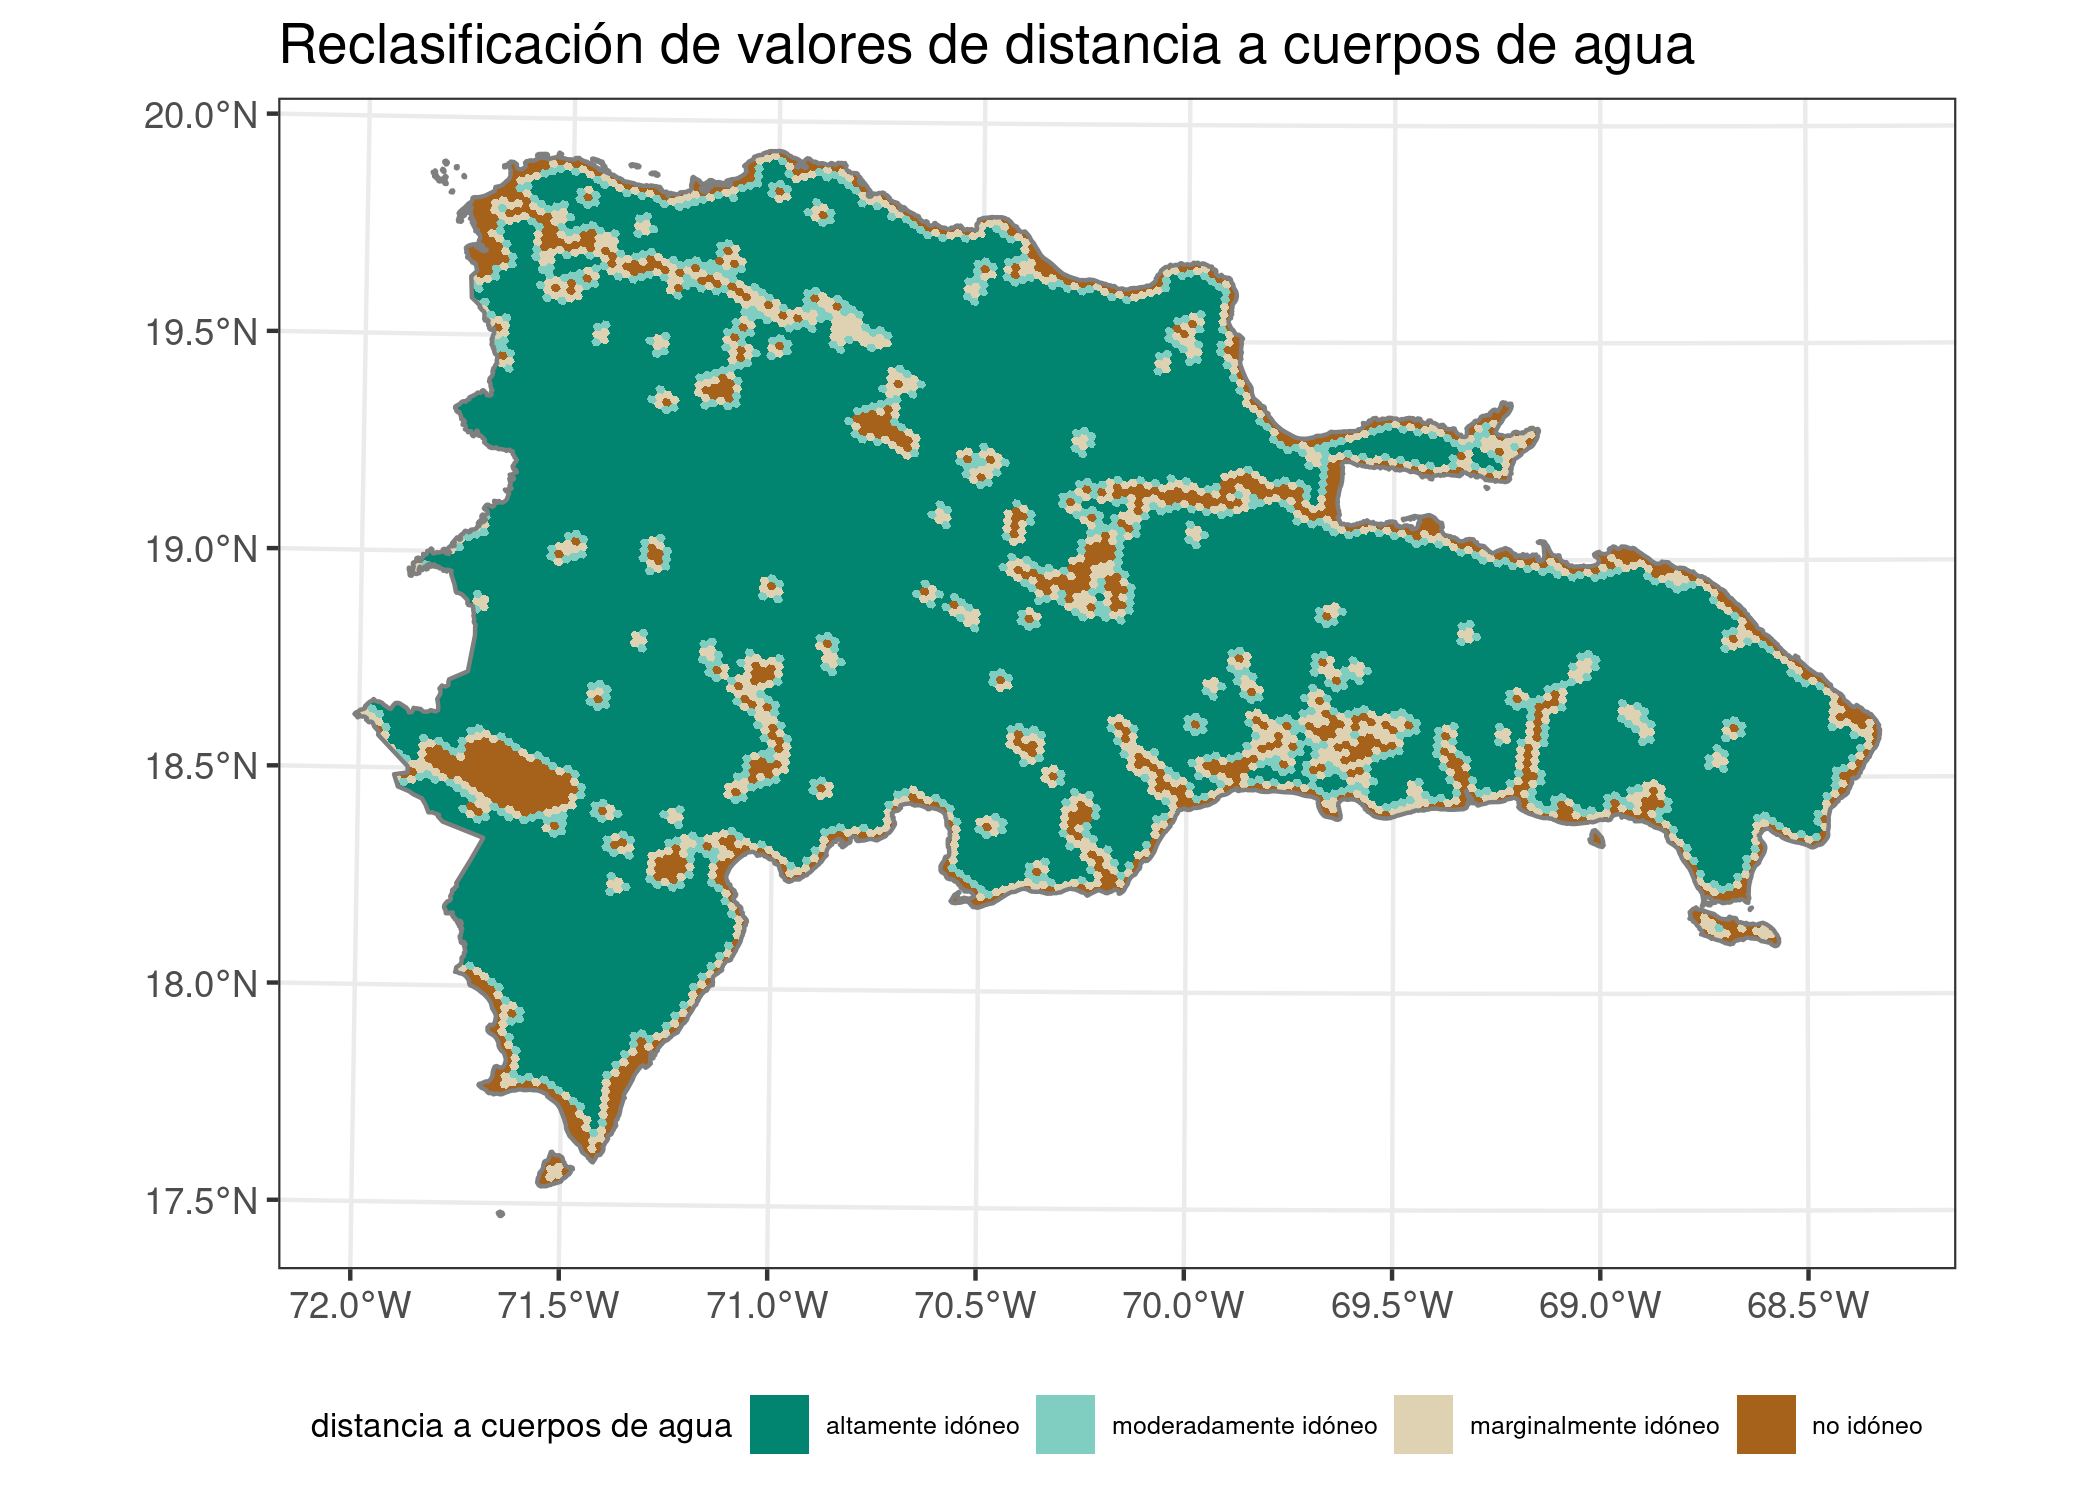 Reclasificación de valores de distancia a cuerpos de agua
20.0°N
19.5°N
19.0°N
18.5°N
18.0°N
17.5°N
72.0°W 71.5°W 71.0°W 70.5°W 70.0°W 69.5°W 69.0°W 68.5°W
distancia a cuerpos de agua altamente idóneo moderadamente idóneo marginalmente idóneo no idóneo